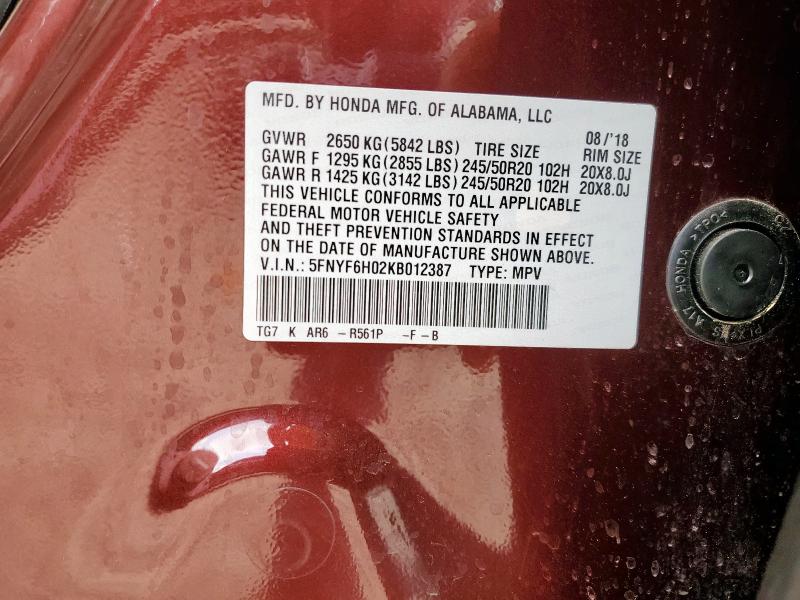 MFD. BY HONDA MFG. OF ALABAMA, LLC
08/'18
GVWR 2650 KG(5842 LBS) TIRE SIZE RIM SIZE
GAWR F 1295 KG(2855 LBS) 245/50R20 102H 20X8.0J
GAWR R 1425 KG(3142 LBS) 245/50R20 102H 20X8.0J
THIS VEHICLE CONFORMS TO ALL APPLICABLE
FEDERAL MOTOR VEHICLE SAFETY
AND THEFT PREVENTION STANDARDS IN EFFECT
ON THE DATE OF MANUFACTURE SHOWN ABOVE.
V.I.N.: 5FNYF6H02KB012387 TYPE: MPV
TG7 K AR6 -R561P -F-B
HONDA >TPO<
A17